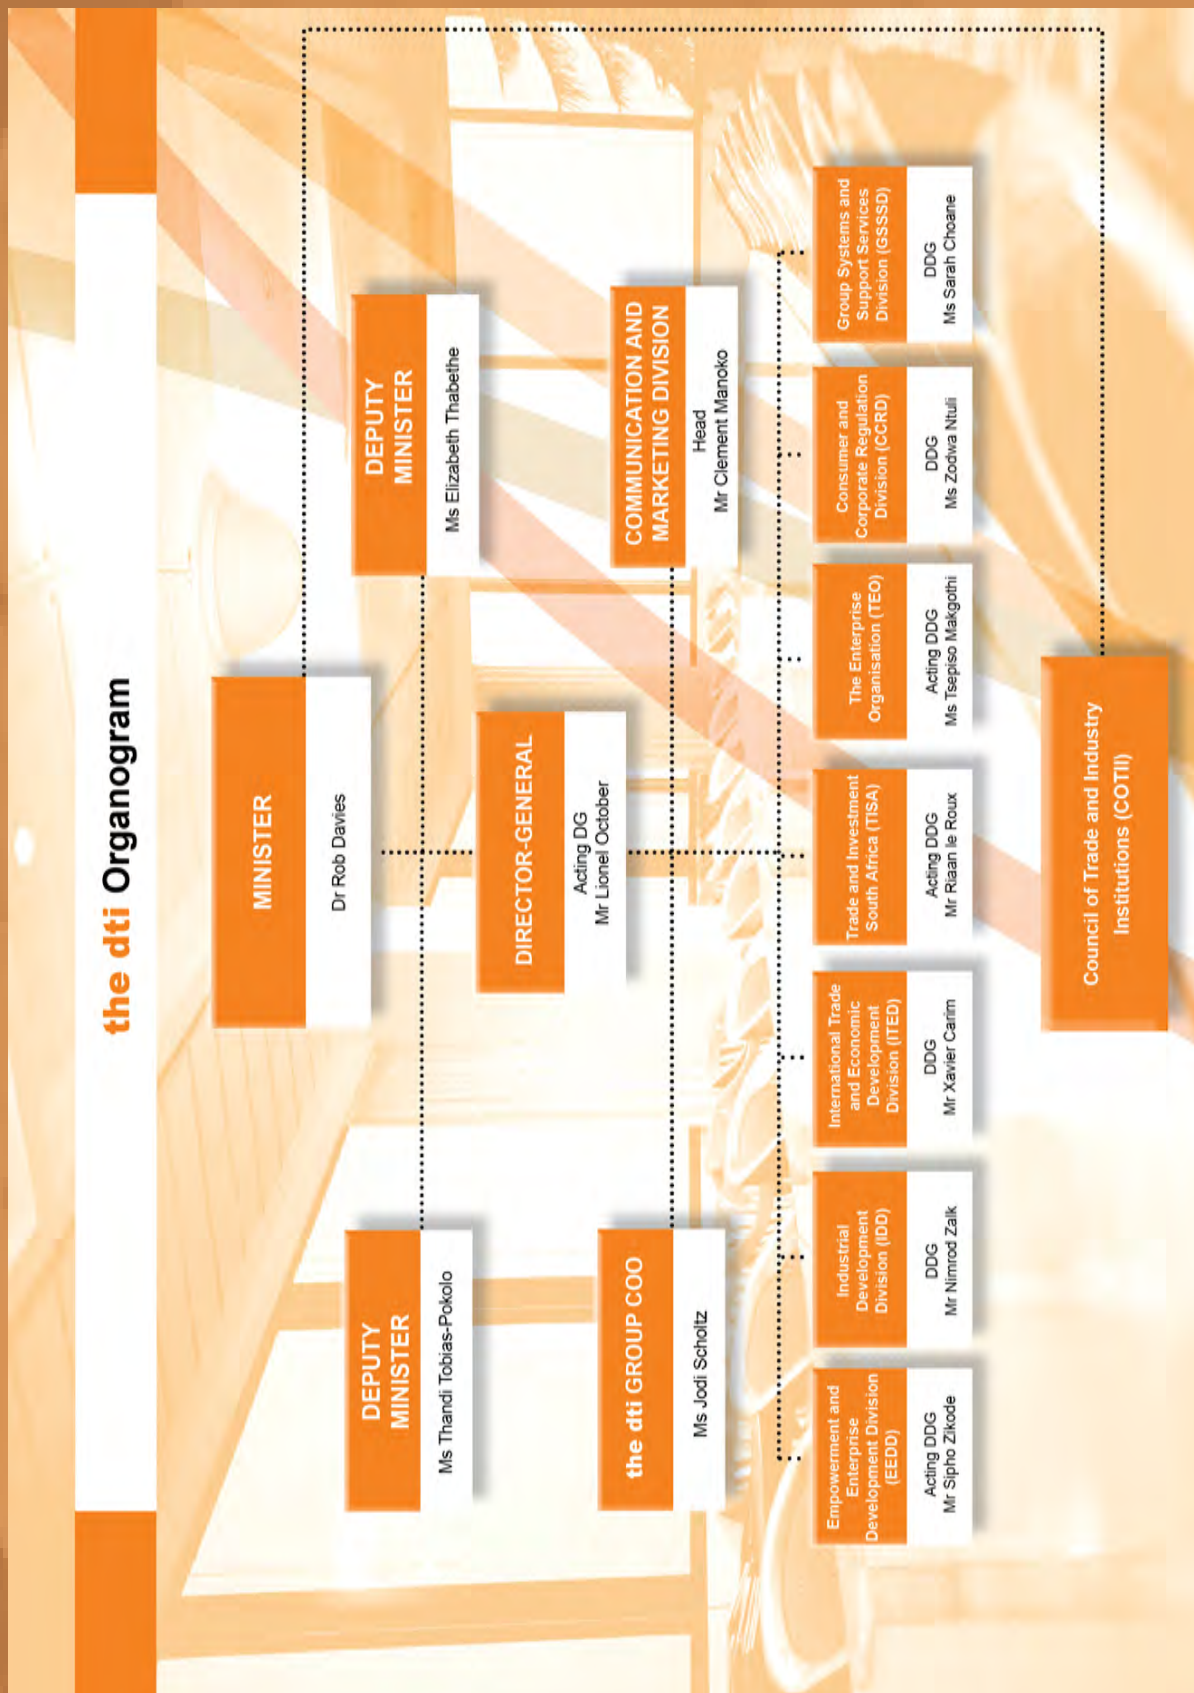 the dti Organogram
MINISTER
Dr Rob Davies
DEPUTY
MINISTER
Ms Thandi Tobias-Pokolo
DEPUTY
MINISTER
Ms Elizabeth Thabethe
DIRECTOR-GENERAL
Acting DG
Mr Lionel October
the dti GROUP COO
Ms Jodi Scholtz
COMMUNICATION AND
MARKETING DIVISION
Head
Mr Clement Manoko
Empowerment and
Enterprise
Development Division
(EEDD)
Acting DDG
Mr Sipho Zikode
Industrial
Development
Division (IDD)
DDG
Mr Nimrod Zalk
International Trade
and Economic
Development
Division (ITED)
DDG
Mr Xavier Carim
Trade and Investment
South Africa (TISA)
Acting DDG
Mr Riaan le Roux
The Enterprise
Organisation (TEO)
Acting DDG
Ms Tsepiso Makgothi
Consumer and
Corporate Regulation
Division (CCRD)
DDG
Ms Zodwa Ntuli
Group Systems and
Support Services
Division (GSSSD)
DDG
Ms Sarah Choane
Council of Trade and Industry
Institutions (COTII)